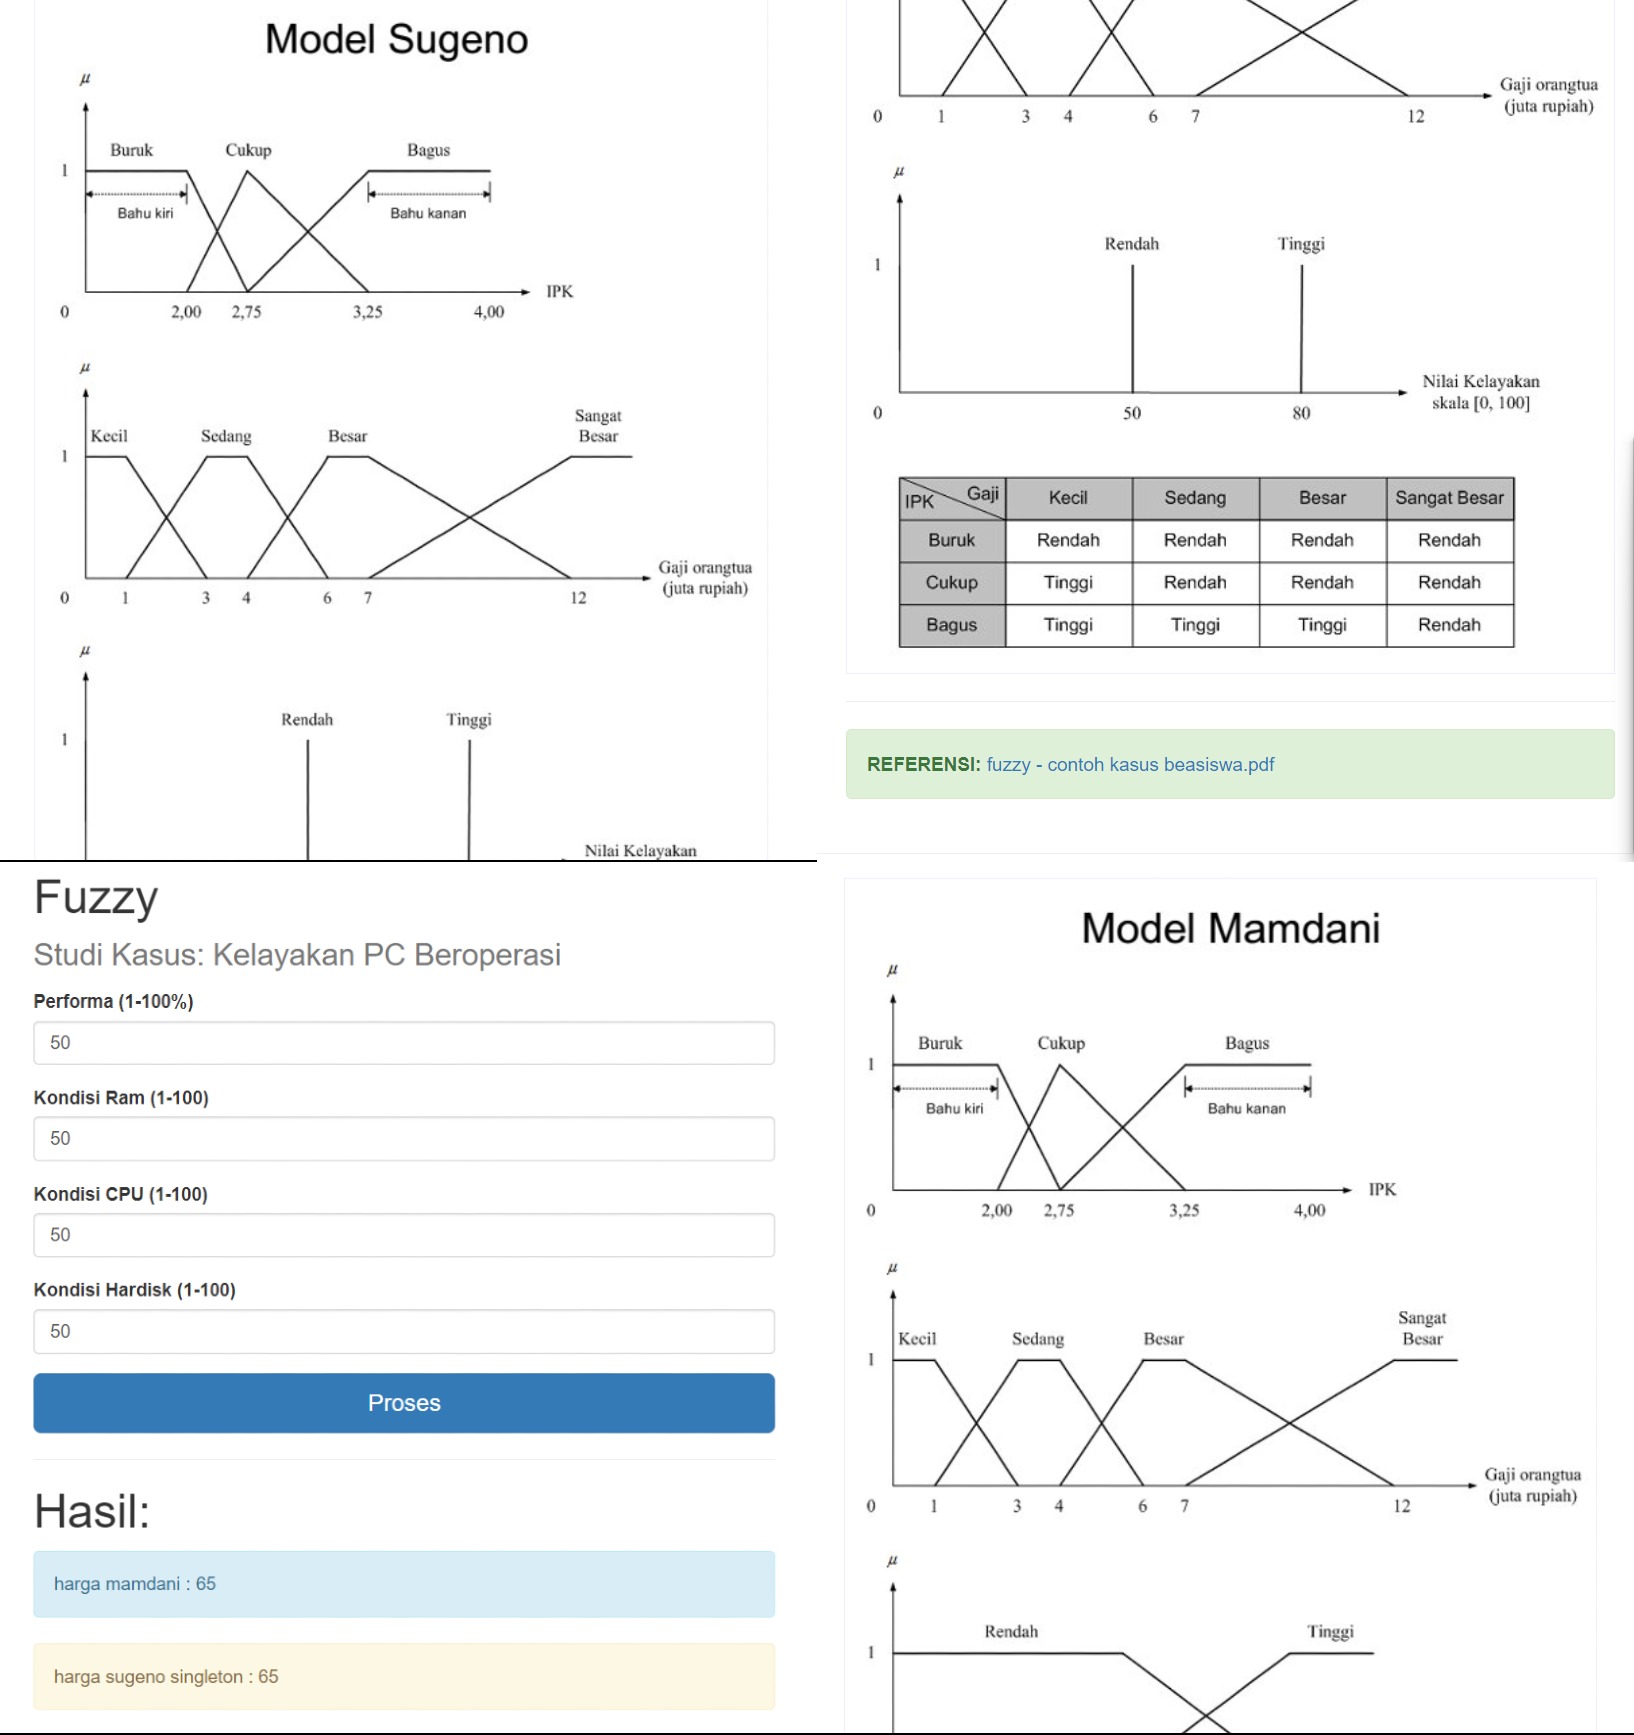 Model Sugeno
μ
Buruk Cukup Bagus
1
Bahu kiri Bahu kanan
IPK
0 2,00 2,75 3,25 4,00
μ
Sangat
Kecil Sedang Besar Besar
1
Gaji orangtua
(juta rupiah)
0 1 3 4 6 7 12
μ
Rendah Tinggi
1
Nilai Kelayakan
Gaji orangtua
(juta rupiah)
0 1 3 4 6 7 12
μ
Rendah Tinggi
1
Nilai Kelayakan
skala [0, 100]
0 50 80
IPK Gaji Kecil Sedang Besar Sangat Besar
Buruk Rendah Rendah Rendah Rendah
Cukup Tinggi Rendah Rendah Rendah
Bagus Tinggi Tinggi Tinggi Rendah
REFERENSI: fuzzy - contoh kasus beasiswa.pdf
Fuzzy
Studi Kasus: Kelayakan PC Beroperasi
Performa (1-100%)
50
Kondisi Ram (1-100)
50
Kondisi CPU (1-100)
50
Kondisi Hardisk (1-100)
50
Proses
Hasil:
harga mamdani : 65
harga sugeno singleton : 65
Model Mamdani
μ
Buruk Cukup Bagus
1
Bahu kiri Bahu kanan
IPK
0 2,00 2,75 3,25 4,00
μ
Sangat
Kecil Sedang Besar Besar
1
Gaji orangtua
(juta rupiah)
0 1 3 4 6 7 12
μ
Rendah Tinggi
1